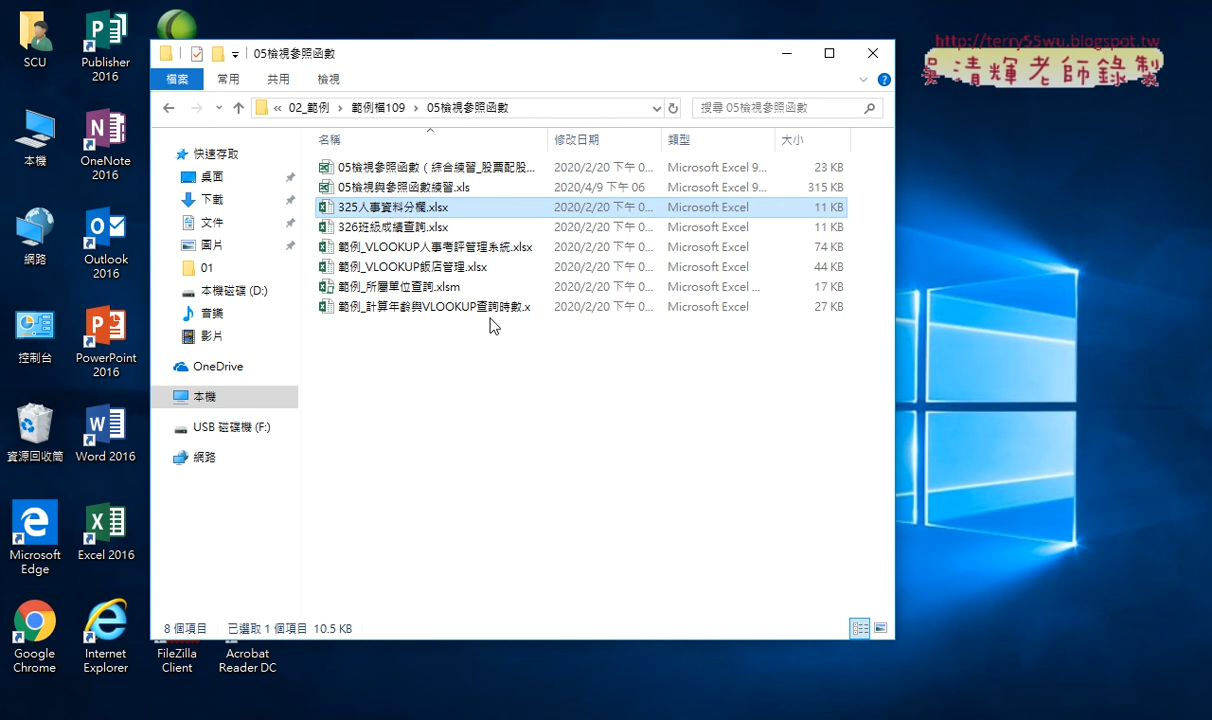 SCU
Publisher 2016
本機
OneNote 2016
網路
Outlook 2016
控制台
PowerPoint 2016
資源回收筒
Word 2016
Microsoft Edge
Excel 2016
Google Chrome
Internet Explorer
FileZilla Client
Acrobat Reader DC
05檢視參照函數
檔案 常用 共用 檢視
« 02_範例 › 範例檔109 › 05檢視參照函數
搜尋 05檢視參照函數
名稱 修改日期 類型 大小
快速存取
桌面
下載
文件
圖片
01
本機磁碟 (D:)
音樂
影片
OneDrive
本機
USB 磁碟機 (F:)
網路
05檢視參照函數（綜合練習_股票配股... 2020/2/20 下午 0... Microsoft Excel 9... 23 KB
05檢視與參照函數練習.xls 2020/4/9 下午 06 Microsoft Excel 9... 315 KB
325人事資料分欄.xlsx 2020/2/20 下午 0... Microsoft Excel 11 KB
326班級成績查詢.xlsx 2020/2/20 下午 0... Microsoft Excel 11 KB
範例_VLOOKUP人事考評管理系統.xlsx 2020/2/20 下午 0... Microsoft Excel 74 KB
範例_VLOOKUP飯店管理.xlsx 2020/2/20 下午 0... Microsoft Excel 44 KB
範例_所屬單位查詢.xlsm 2020/2/20 下午 0... Microsoft Excel ... 17 KB
範例_計算年齡與VLOOKUP查詢時數.x 2020/2/20 下午 0... Microsoft Excel 27 KB
8 個項目 已選取 1 個項目 10.5 KB
http://terry55wu.blogspot.tw
吳清輝老師錄製